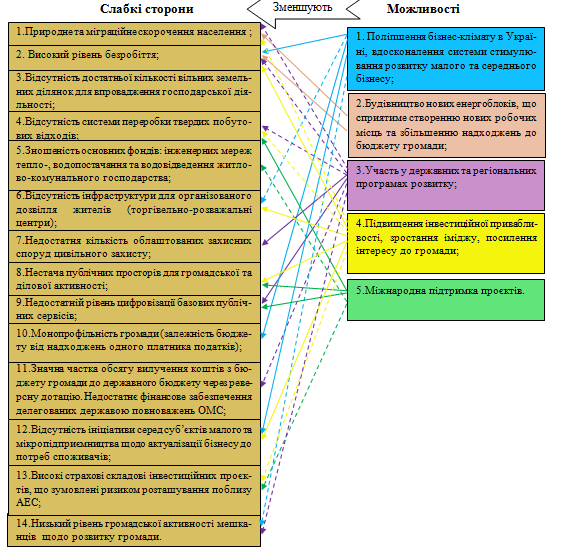 Слабкі сторони
Зменшують
Можливості
1.Природне та міграційне скорочення населення ;
2. Високий рівень безробіття;
3.Відсутність достатньої кількості вільних земель-
них ділянок для впровадження господарської дія-
льності;
4.Відсутність системи переробки твердих побуто-
вих відходів;
5.Зношеність основних фондів: інженерних мереж
тепло-, водопостачання та водовідведення житло-
во-комунального господарства;
6.Відсутність інфраструктури для організованого
дозвілля жителів (торгівельно-розважальні
центри);
7.Недостатня кількість облаштованих захисних
споруд цивільного захисту;
8.Нестача публічних просторів для громадської та
ділової активності;
9.Недостатній рівень цифровізації базових публіч-
них сервісів;
10.Монопрофільність громади (залежність бюдже-
ту від надходжень одного платника податків);
11.Значна частка обсягу вилучення коштів з бю-
джету громади до державного бюджету через реве-
рсну дотацію. Недостатнє фінансове забезпечення
делегованих державою повноважень ОМС;
12.Відсутність ініціативи серед суб’єктів малого та
мікропідприємництва щодо актуалізації бізнесу до
потреб споживачів;
13.Високі страхові складові інвестиційних проєк-
тів, що зумовлені ризиком розташування поблизу
АЕС;
14.Низький рівень громадської активності мешка-
нців щодо розвитку громади.
1. Поліпшення бізнес-клімату в Украї-
ні, вдосконалення системи стимулю-
вання розвитку малого та середнього
бізнесу;
2.Будівництво нових енергоблоків, що
сприятиме створенню нових робочих
місць та збільшенню надходжень до
бюджету громади;
3.Участь у державних та регіональних
програмах розвитку;
4.Підвищення інвестиційної приваблі-
вості, зростання іміджу, посилення
інтересу до громади;
5.Міжнародна підтримка проєктів.